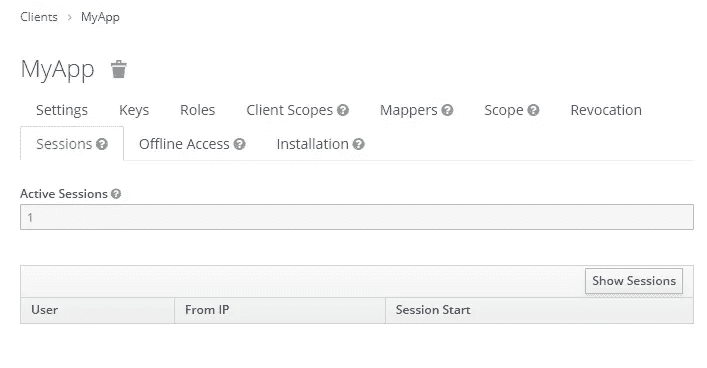 Clients > MyApp
MyApp
Settings Keys Roles Client Scopes ? Mappers ? Scope ? Revocation
Sessions ? Offline Access ? Installation ?
Active Sessions ?
1
Show Sessions
User From IP Session Start